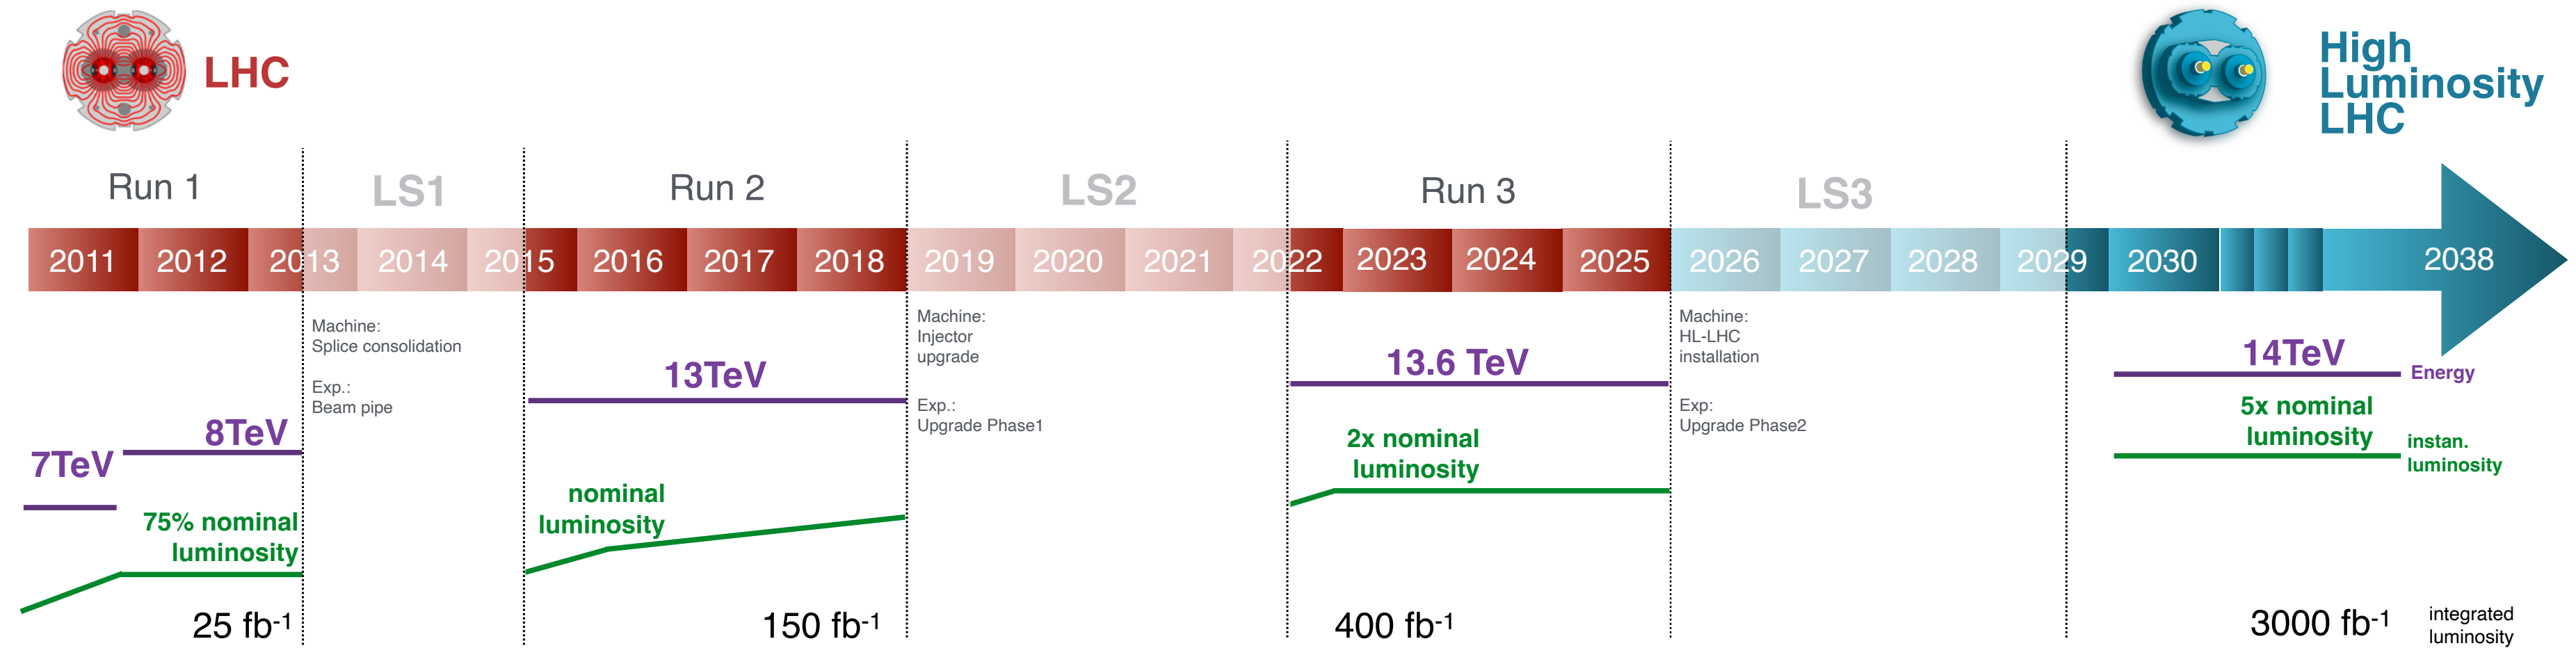 LHC
High
Luminosity
LHC
Run 1
LS1
Run 2
LS2
Run 3
LS3
2011 2012 2013 2014 2015 2016 2017 2018 2019 2020 2021 2022 2023 2024 2025 2026 2027 2028 2029 2030 2038
Machine:
Splice consolidation
Exp.:
Beam pipe
Machine:
Injector
upgrade
Exp.:
Upgrade Phase1
Machine:
HL-LHC
installation
Exp:
Upgrade Phase2
7TeV
8TeV
13TeV
13.6 TeV
14TeV
Energy
75% nominal
luminosity
nominal
luminosity
2x nominal
luminosity
5x nominal
luminosity
instan.
luminosity
25 fb-1
150 fb-1
400 fb-1
3000 fb-1
integrated
luminosity